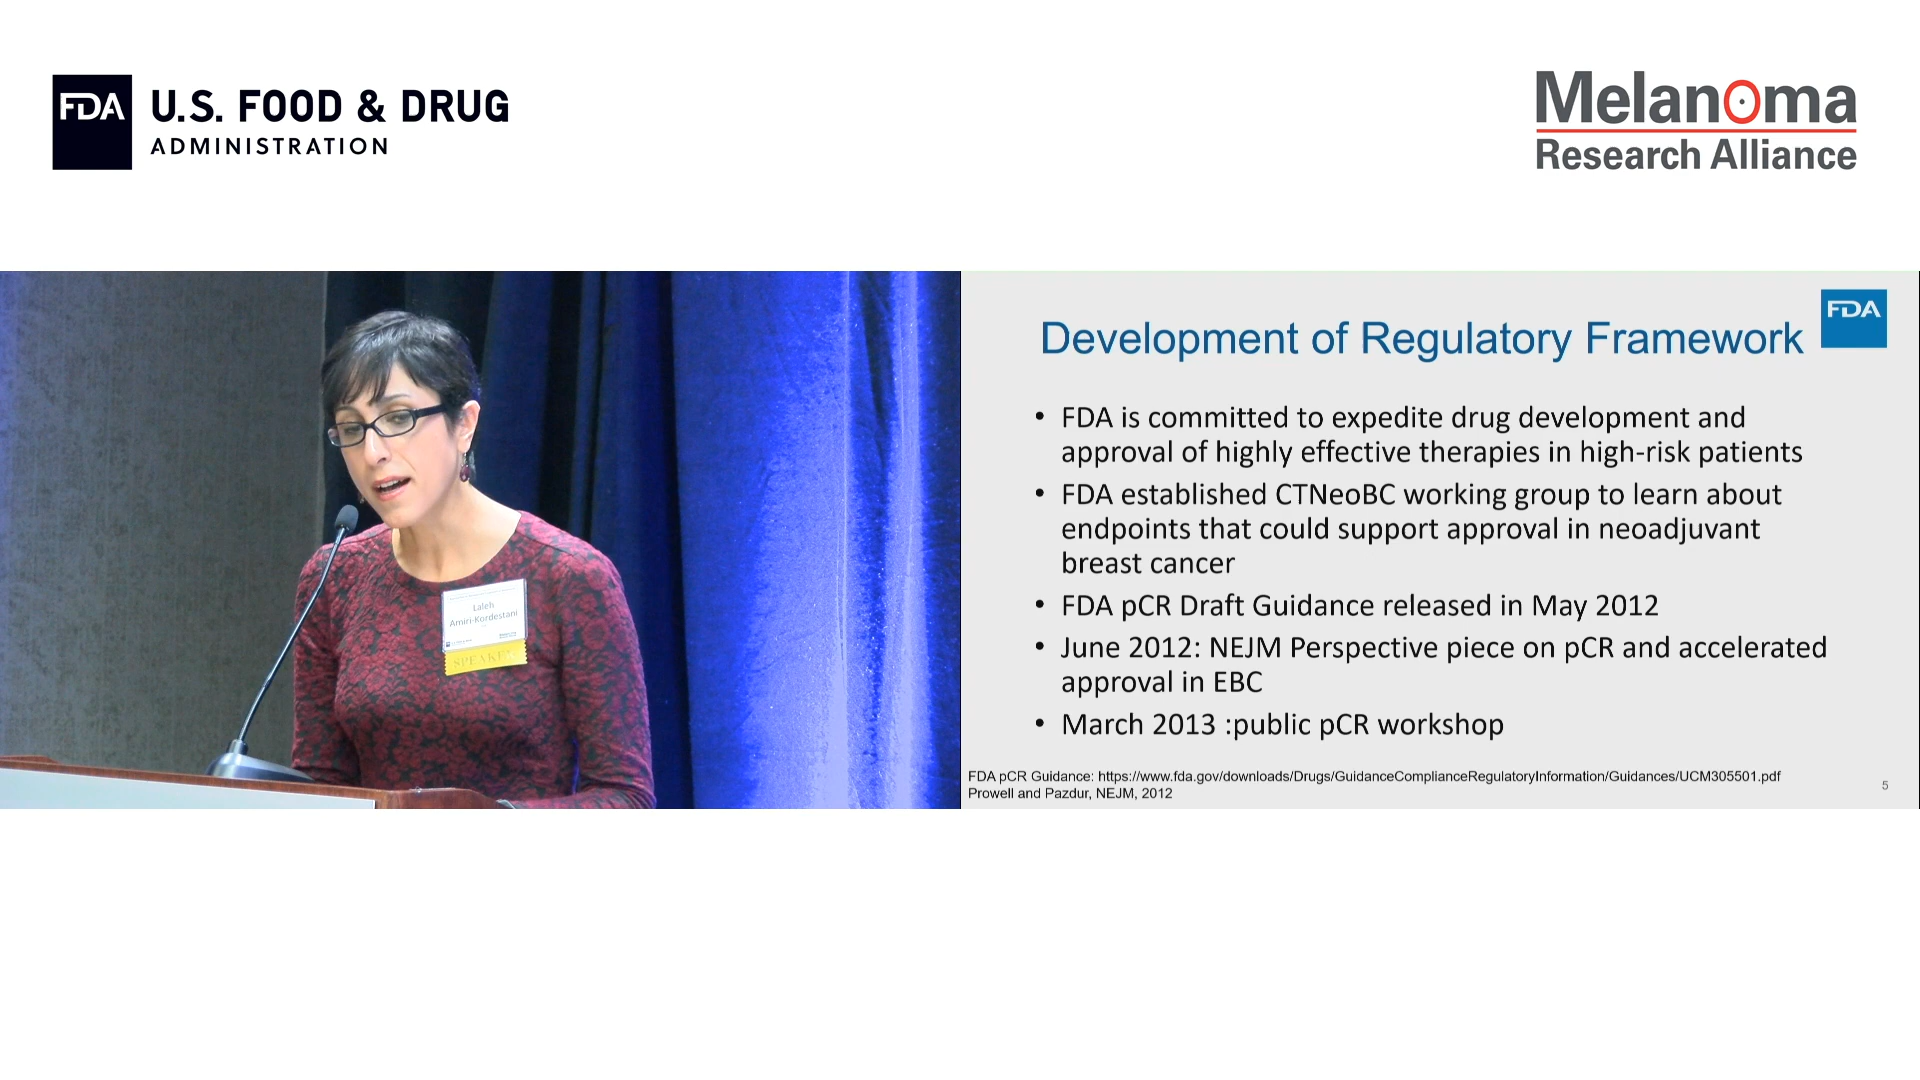 FDA
U.S. FOOD & DRUG
ADMINISTRATION
Melanoma
Research Alliance
Laleh
Amiri-Kordestani
SPEAKER
FDA
Development of Regulatory Framework
• FDA is committed to expedite drug development and
approval of highly effective therapies in high-risk patients
• FDA established CTNeoBC working group to learn about
endpoints that could support approval in neoadjuvant
breast cancer
• FDA pCR Draft Guidance released in May 2012
• June 2012: NEJM Perspective piece on pCR and accelerated
approval in EBC
• March 2013 :public pCR workshop
FDA pCR Guidance: https://www.fda.gov/downloads/Drugs/GuidanceComplianceRegulatoryInformation/Guidances/UCM305501.pdf
Prowell and Pazdur, NEJM, 2012
5